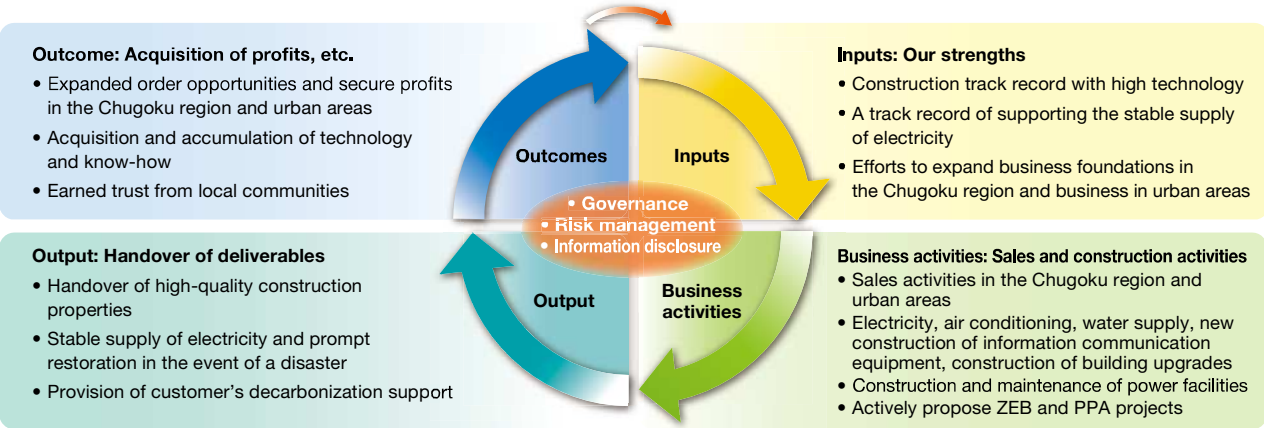 Outcome: Acquisition of profits, etc.
• Expanded order opportunities and secure profits
in the Chugoku region and urban areas
• Acquisition and accumulation of technology
and know-how
• Earned trust from local communities
Inputs: Our strengths
• Construction track record with high technology
• A track record of supporting the stable supply
of electricity
• Efforts to expand business foundations in
the Chugoku region and business in urban areas
Outcomes
Inputs
• Governance
• Risk management
• Information disclosure
Output
Business
activities
Output: Handover of deliverables
• Handover of high-quality construction
properties
• Stable supply of electricity and prompt
restoration in the event of a disaster
• Provision of customer's decarbonization support
Business activities: Sales and construction activities
• Sales activities in the Chugoku region and
urban areas
• Electricity, air conditioning, water supply, new
construction of information communication
equipment, construction of building upgrades
• Construction and maintenance of power facilities
• Actively propose ZEB and PPA projects